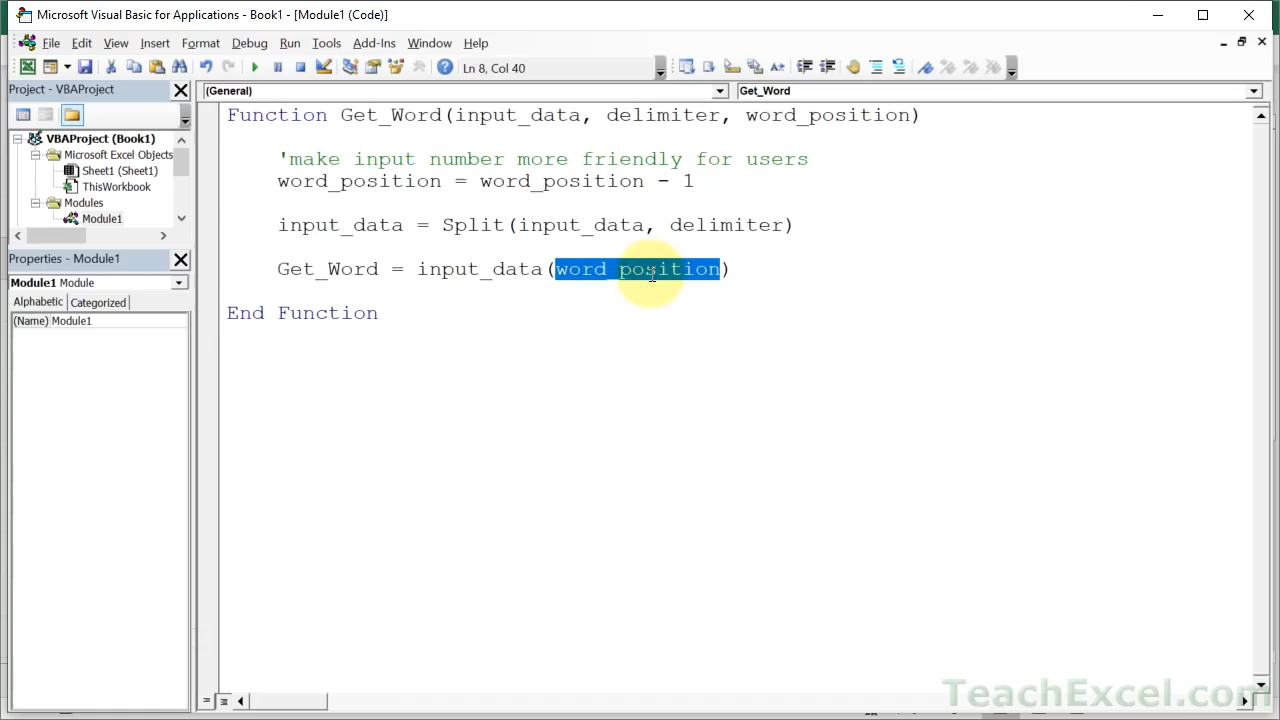 Microsoft Visual Basic for Applications - Book1 - [Module1 (Code)]
File Edit View Insert Format Debug Run Tools Add-Ins Window Help
Ln 8, Col 40
Project - VBAProject
(General) Get_Word
VBAProject (Book1)
Microsoft Excel Objects
Sheet1 (Sheet1)
ThisWorkbook
Modules
Module1
Properties - Module1
Module1 Module
Alphabetic Categorized
(Name) Module1
Function Get_Word(input_data, delimiter, word_position)
'make input number more friendly for users
word_position = word_position - 1
input_data = Split(input_data, delimiter)
Get_Word = input_data(word_position)
End Function
TeachExcel.com